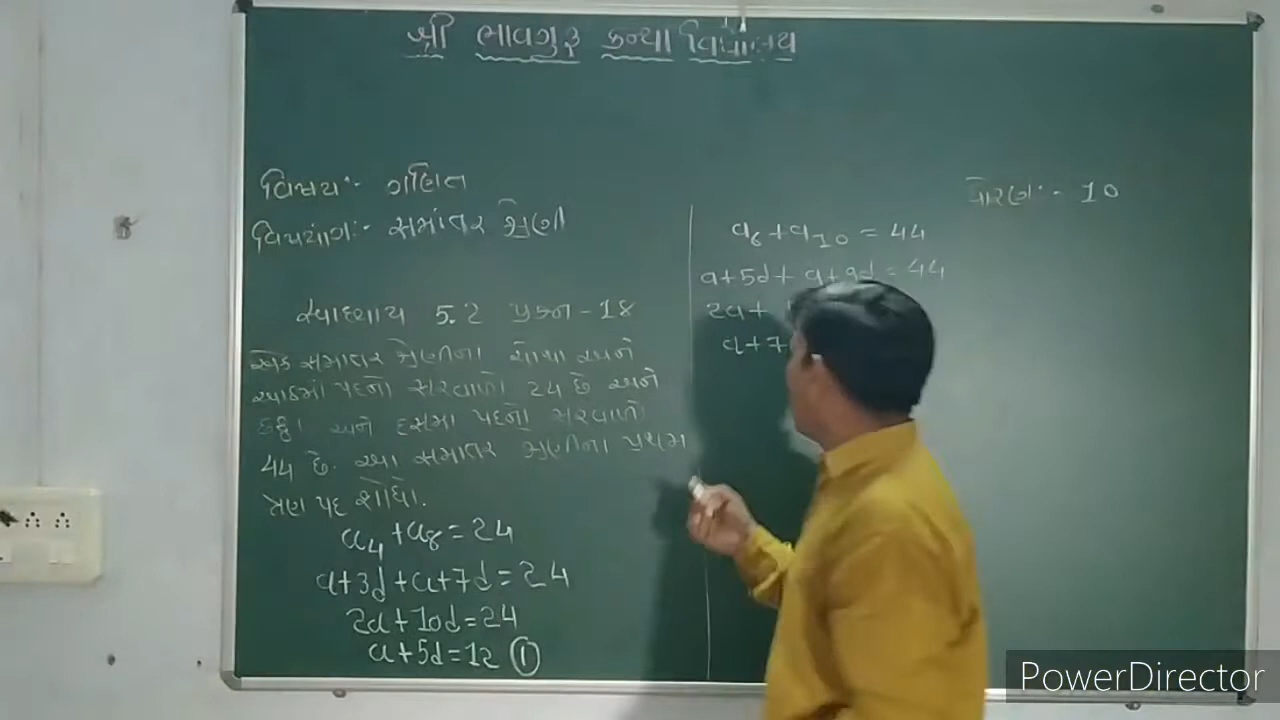 શ્રી ભાવગુરુ કન્યા વિદ્યાલય
વિષય:- ગણિત
ધોરણ:- 10
વિષયાંગ:- સમાંતર શ્રેણી
સ્વાધ્યાય 5.2 પ્રશ્ન - 18
એક સમાંતર શ્રેણીના ચોથા અને
આઠમાં પદનો સરવાળો 24 છે અને
છઠ્ઠા અને દસમા પદનો સરવાળો
44 છે. આ સમાંતર શ્રેણીના પ્રથમ
ત્રણ પદ શોધો.
a₄ + a₈ = 24
a+3d + a+7d = 24
2a + 10d = 24
a + 5d = 12 ①
a₆ + a₁₀ = 44
a + 5d + a + 9d = 44
2a +
a + 7
PowerDirector